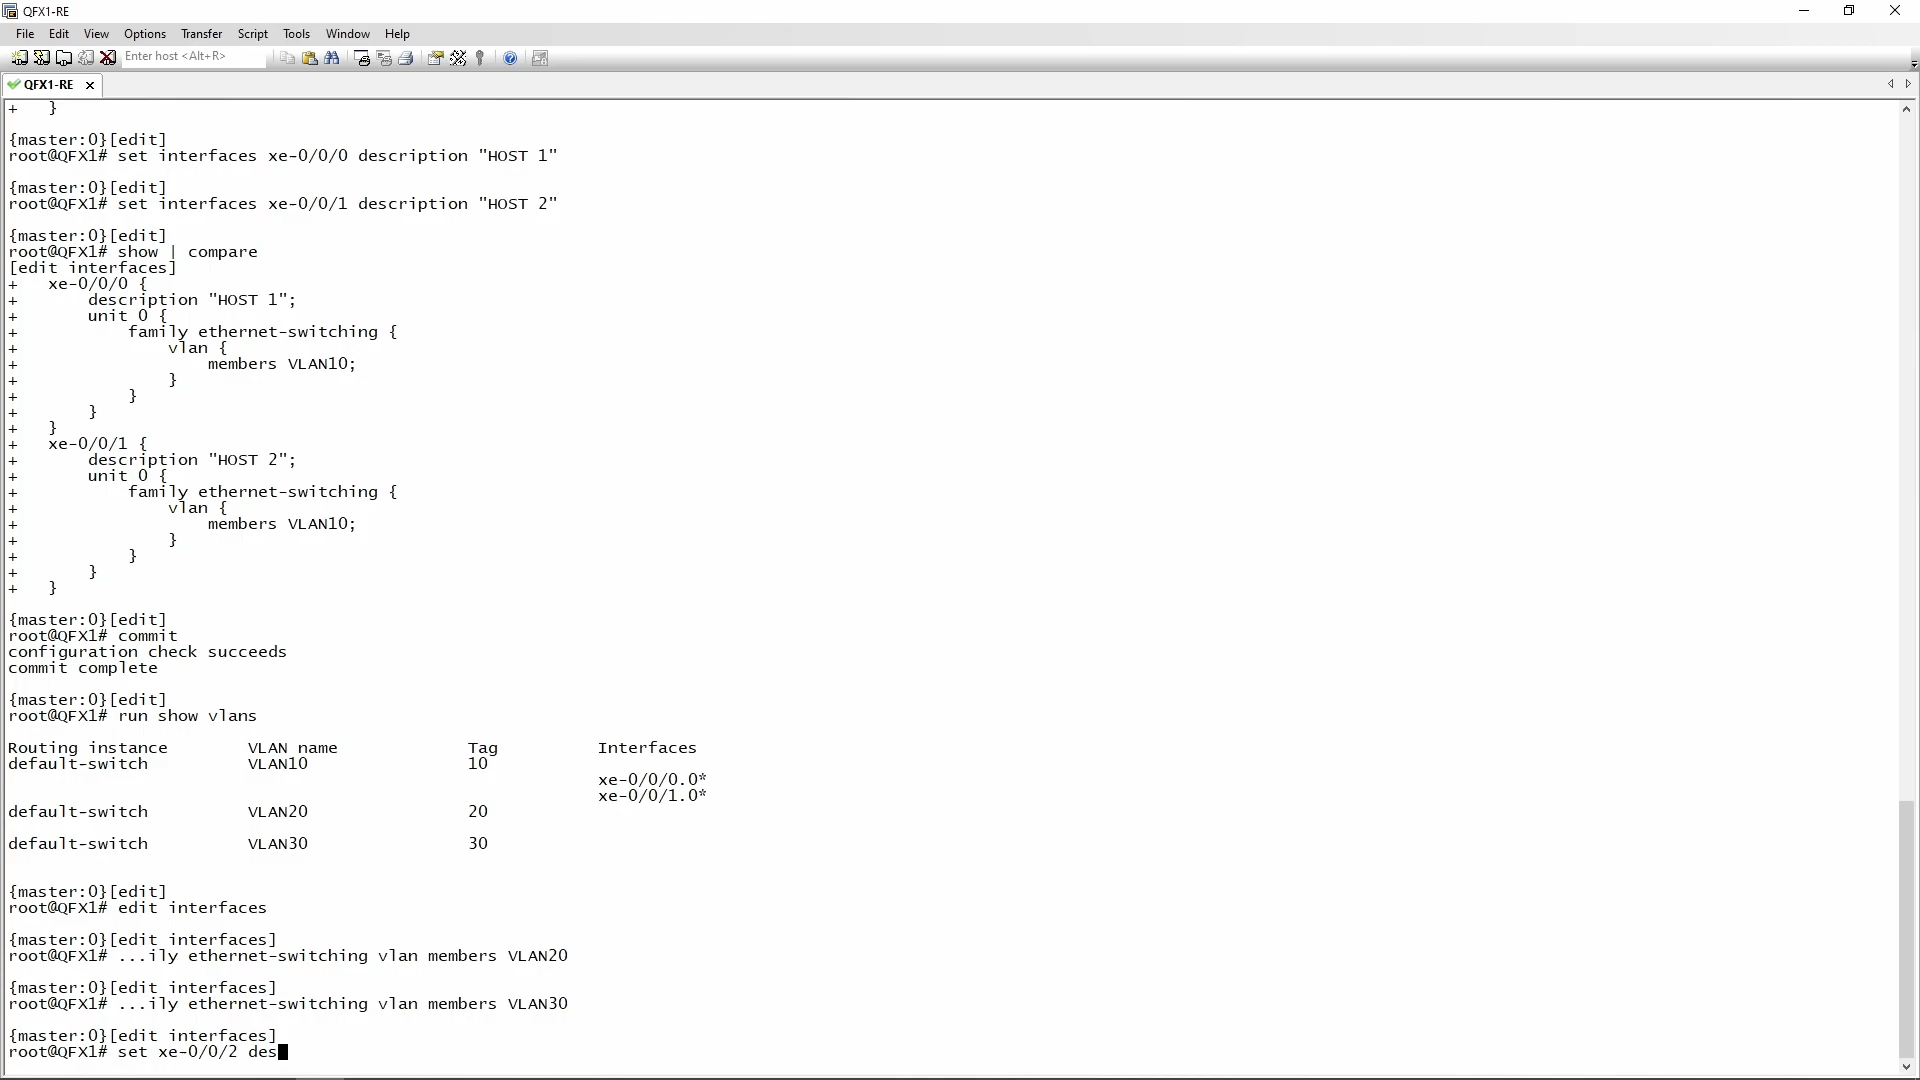 QFX1-RE
File Edit View Options Transfer Script Tools Window Help
Enter host <Alt+R>
QFX1-RE
+   }
{master:0}[edit]
root@QFX1# set interfaces xe-0/0/0 description "HOST 1"
{master:0}[edit]
root@QFX1# set interfaces xe-0/0/1 description "HOST 2"
{master:0}[edit]
root@QFX1# show | compare
[edit interfaces]
+   xe-0/0/0 {
+       description "HOST 1";
+       unit 0 {
+           family ethernet-switching {
+               vlan {
+                   members VLAN10;
+               }
+           }
+       }
+   }
+   xe-0/0/1 {
+       description "HOST 2";
+       unit 0 {
+           family ethernet-switching {
+               vlan {
+                   members VLAN10;
+               }
+           }
+       }
+   }
{master:0}[edit]
root@QFX1# commit
configuration check succeeds
commit complete
{master:0}[edit]
root@QFX1# run show vlans
Routing instance        VLAN name             Tag          Interfaces
default-switch          VLAN10                10
                                                           xe-0/0/0.0*
                                                           xe-0/0/1.0*
default-switch          VLAN20                20
default-switch          VLAN30                30
{master:0}[edit]
root@QFX1# edit interfaces
{master:0}[edit interfaces]
root@QFX1# ...ily ethernet-switching vlan members VLAN20
{master:0}[edit interfaces]
root@QFX1# ...ily ethernet-switching vlan members VLAN30
{master:0}[edit interfaces]
root@QFX1# set xe-0/0/2 des